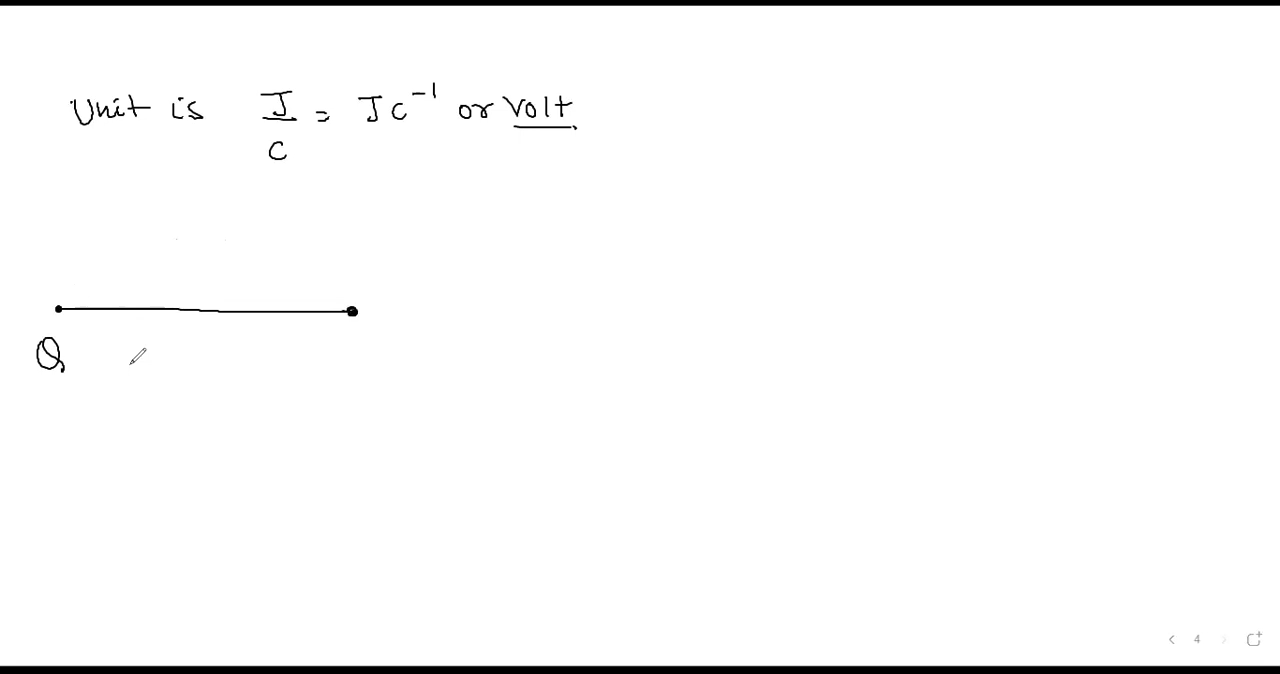 Unit is J/C = JC⁻¹ or Volt.
Q
4